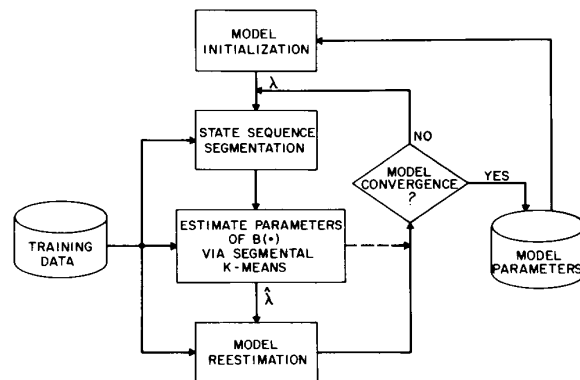 MODEL
INITIALIZATION
λ
STATE SEQUENCE
SEGMENTATION
NO
MODEL
CONVERGENCE
?
YES
TRAINING
DATA
ESTIMATE PARAMETERS
OF B(•)
VIA SEGMENTAL
K-MEANS
MODEL
PARAMETERS
λ̂
MODEL
REESTIMATION